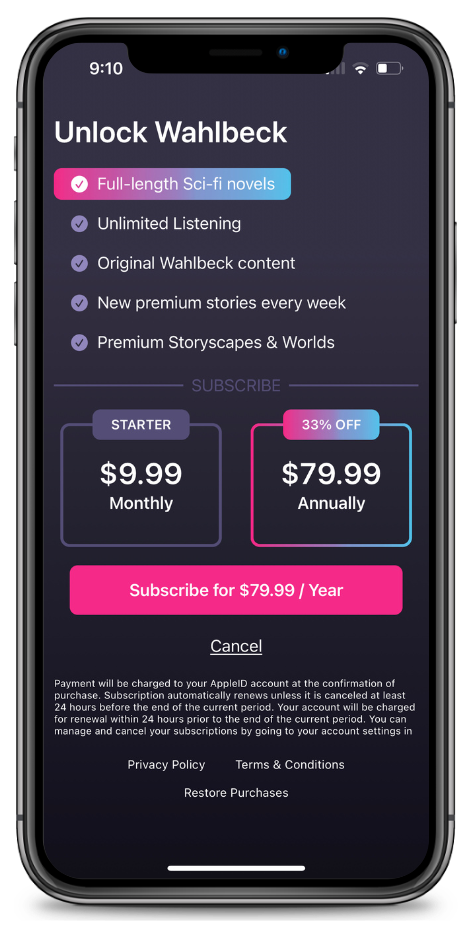 9:10
Unlock Wahlbeck
Full-length Sci-fi novels
Unlimited Listening
Original Wahlbeck content
New premium stories every week
Premium Storyscapes & Worlds
SUBSCRIBE
STARTER
$9.99
Monthly
33% OFF
$79.99
Annually
Subscribe for $79.99 / Year
Cancel
Payment will be charged to your AppleID account at the confirmation of
purchase. Subscription automatically renews unless it is canceled at least
24 hours before the end of the current period. Your account will be charged
for renewal within 24 hours prior to the end of the current period. You can
manage and cancel your subscriptions by going to your account settings in
Privacy Policy Terms & Conditions
Restore Purchases